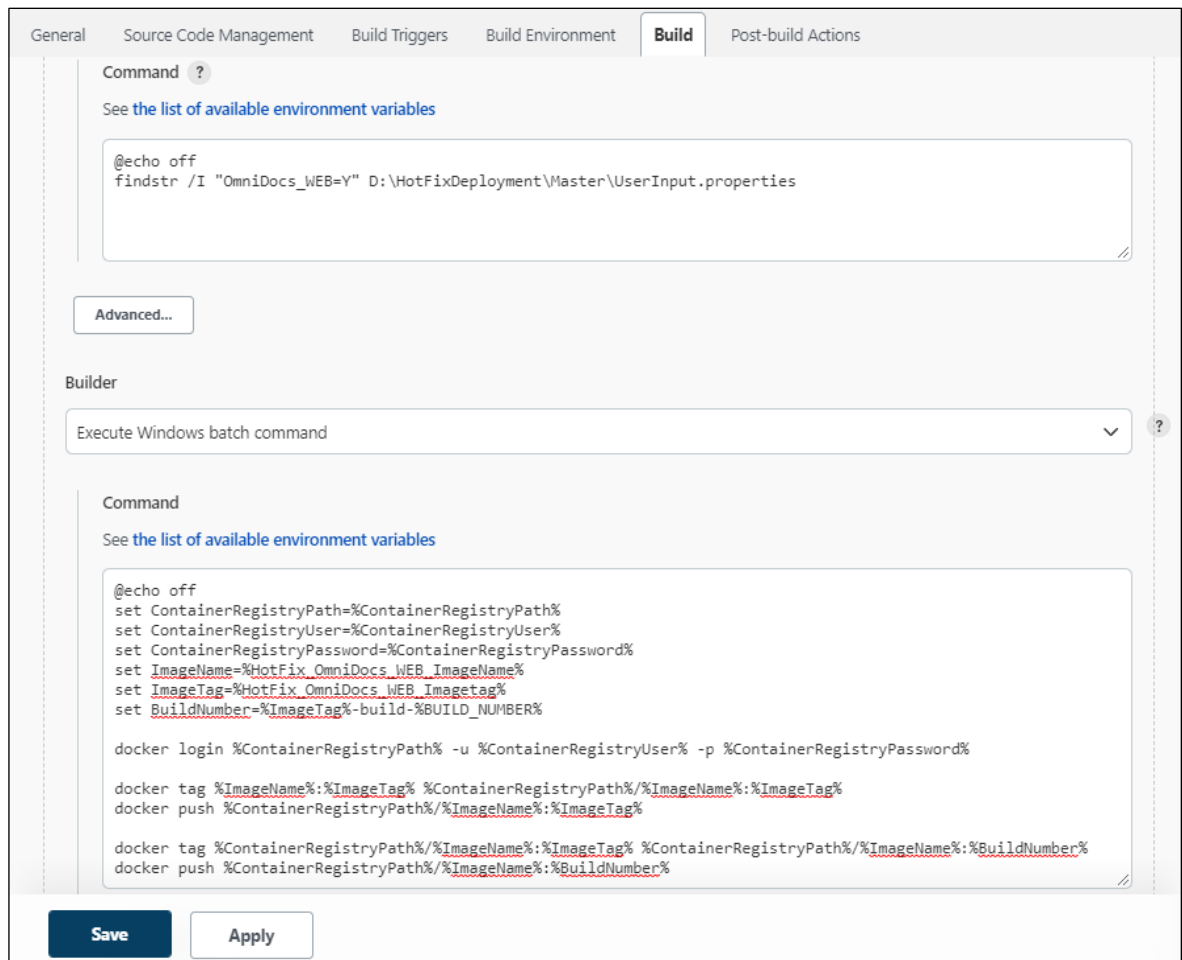 General Source Code Management Build Triggers Build Environment Build Post-build Actions
Command ?
See the list of available environment variables
@echo off
findstr /I "OmniDocs_WEB=Y" D:\HotFixDeployment\Master\UserInput.properties
Advanced...
Builder
Execute Windows batch command
?
Command
See the list of available environment variables
@echo off
set ContainerRegistryPath=%ContainerRegistryPath%
set ContainerRegistryUser=%ContainerRegistryUser%
set ContainerRegistryPassword=%ContainerRegistryPassword%
set ImageName=%HotFix_OmniDocs_WEB_ImageName%
set ImageTag=%HotFix_OmniDocs_WEB_Imagetag%
set BuildNumber=%ImageTag%-build-%BUILD_NUMBER%
docker login %ContainerRegistryPath% -u %ContainerRegistryUser% -p %ContainerRegistryPassword%
docker tag %ImageName%:%ImageTag% %ContainerRegistryPath%/%ImageName%:%ImageTag%
docker push %ContainerRegistryPath%/%ImageName%:%ImageTag%
docker tag %ContainerRegistryPath%/%ImageName%:%ImageTag% %ContainerRegistryPath%/%ImageName%:%BuildNumber%
docker push %ContainerRegistryPath%/%ImageName%:%BuildNumber%
Save Apply